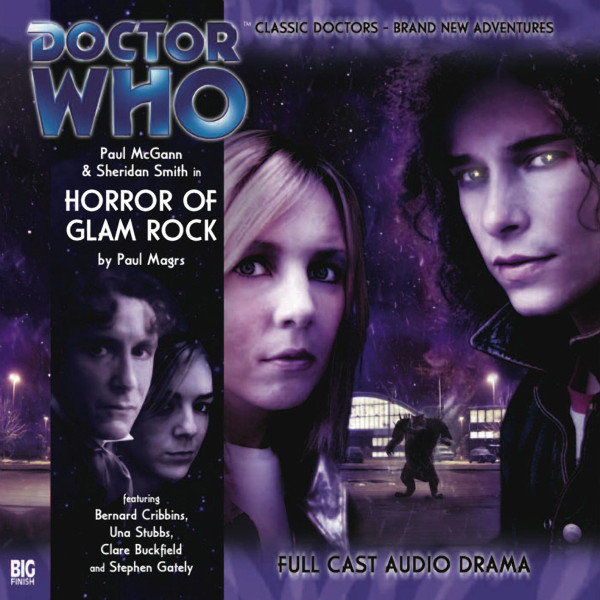 DOCTOR
WHO
™ CLASSIC DOCTORS – BRAND NEW ADVENTURES
Paul McGann
& Sheridan Smith in
HORROR OF
GLAM ROCK
by Paul Magrs
featuring
Bernard Cribbins,
Una Stubbs,
Clare Buckfield
and Stephen Gately
BIG
FINISH
FULL CAST AUDIO DRAMA